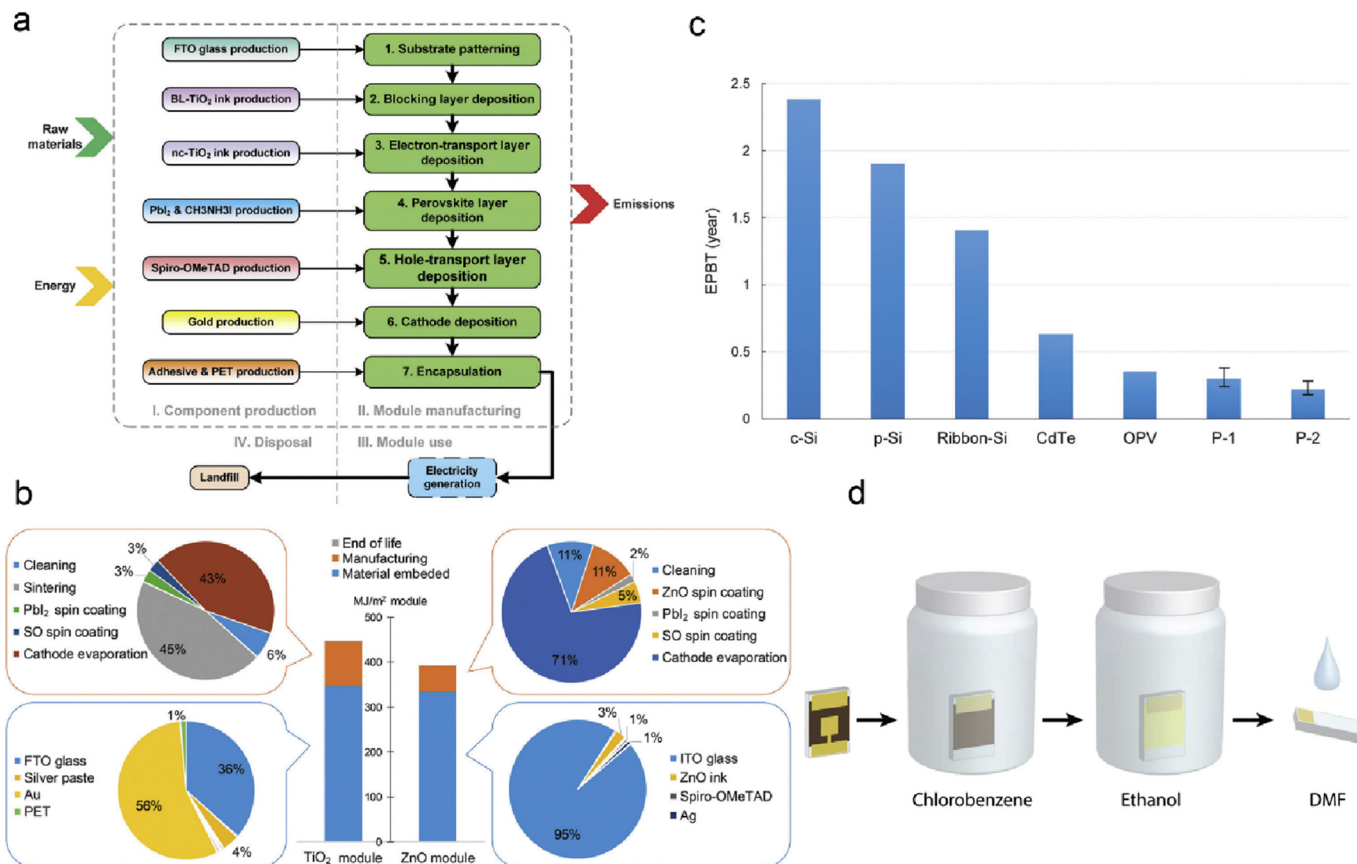 a
FTO glass production
1. Substrate patterning
BL-TiO₂ ink production
2. Blocking layer deposition
Raw
materials
nc-TiO₂ ink production
3. Electron-transport layer
deposition
PbI₂ & CH3NH3I production
4. Perovskite layer
deposition
Emissions
Energy
Spiro-OMeTAD production
5. Hole-transport layer
deposition
Gold production
6. Cathode deposition
Adhesive & PET production
7. Encapsulation
I. Component production
II. Module manufacturing
IV. Disposal
III. Module use
Landfill
Electricity
generation
c
EPBT (year)
2.5
2
1.5
1
0.5
0
c-Si
p-Si
Ribbon-Si
CdTe
OPV
P-1
P-2
b
Cleaning
Sintering
PbI₂ spin coating
SO spin coating
Cathode evaporation
3%
3%
43%
45%
6%
End of life
Manufacturing
Material embeded
MJ/m² module
500
400
300
200
100
0
TiO₂ module
ZnO module
11%
11%
2%
5%
71%
Cleaning
ZnO spin coating
PbI₂ spin coating
SO spin coating
Cathode evaporation
FTO glass
Silver paste
Au
PET
1%
36%
56%
4%
3%
1%
1%
95%
ITO glass
ZnO ink
Spiro-OMeTAD
Ag
d
Chlorobenzene
Ethanol
DMF